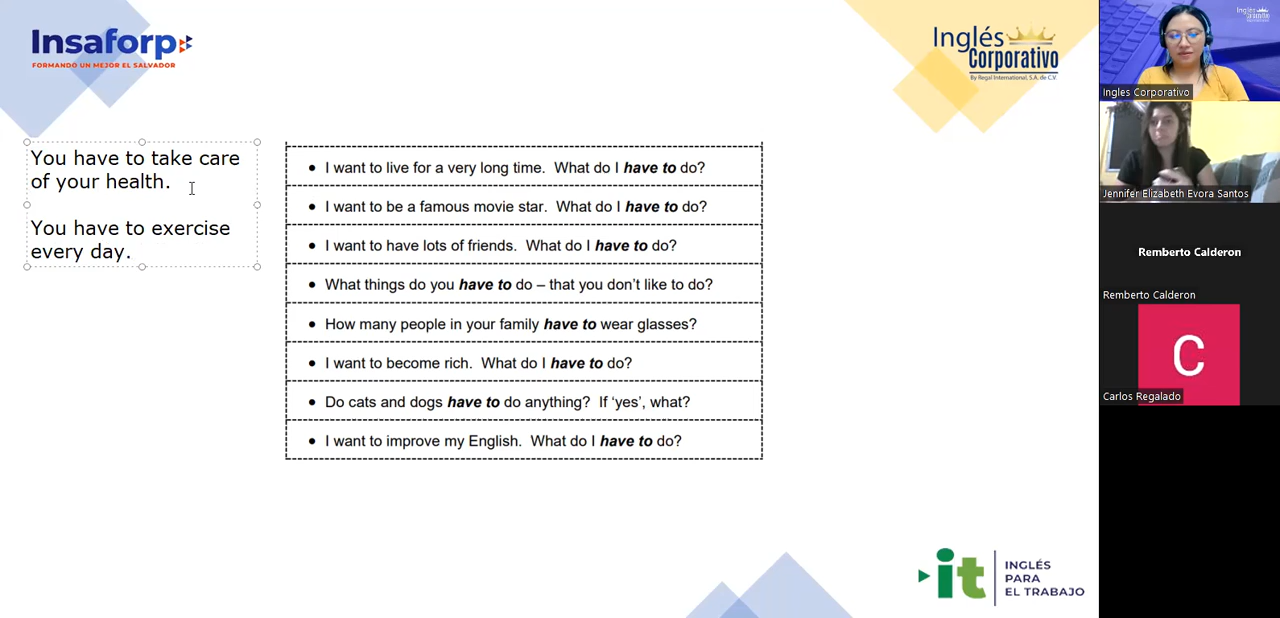 Insaforp
FORMANDO UN MEJOR EL SALVADOR
Inglés
Corporativo
By Regal International, S.A. de C.V.
You have to take care
of your health.
You have to exercise
every day.
• I want to live for a very long time. What do I have to do?
• I want to be a famous movie star. What do I have to do?
• I want to have lots of friends. What do I have to do?
• What things do you have to do – that you don't like to do?
• How many people in your family have to wear glasses?
• I want to become rich. What do I have to do?
• Do cats and dogs have to do anything? If 'yes', what?
• I want to improve my English. What do I have to do?
it
INGLÉS
PARA
EL TRABAJO
Ingles Corporativo
Jennifer Elizabeth Evora Santos
Remberto Calderon
Remberto Calderon
C
Carlos Regalado